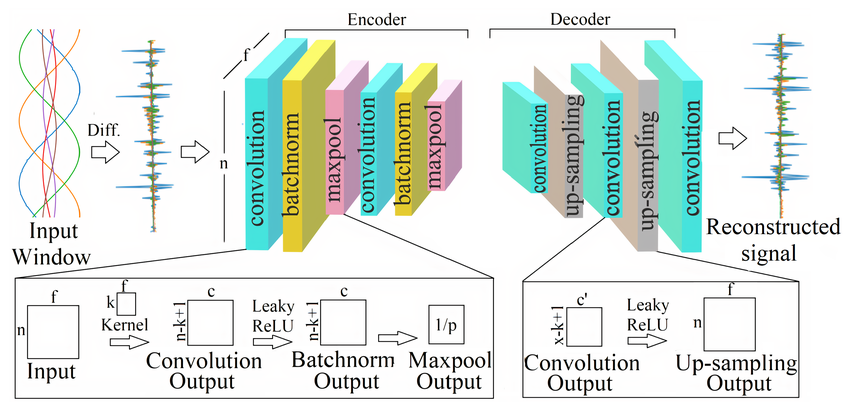 Encoder
Decoder
f
n
Diff.
convolution
batchnorm
maxpool
convolution
batchnorm
maxpool
convolution
up-sampling
convolution
up-sampling
convolution
Input
Window
Reconstructed
signal
f
n
Input
f
k
Kernel
c
n-k+1
Convolution
Output
Leaky
ReLU
c
n-k+1
Batchnorm
Output
1/p
Maxpool
Output
c'
x-k+1
Convolution
Output
Leaky
ReLU
f
n
Up-sampling
Output